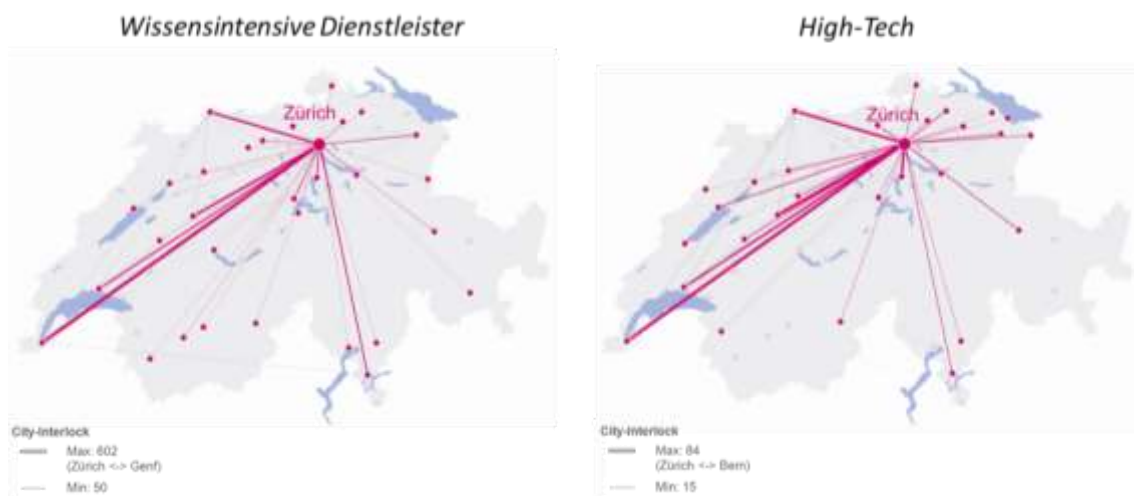 Wissensintensive Dienstleister
High-Tech
Zürich
Zürich
City-Interlock
Max: 602
(Zürich <-> Genf)
Min: 50
City-Interlock
Max: 84
(Zürich <-> Bern)
Min: 15